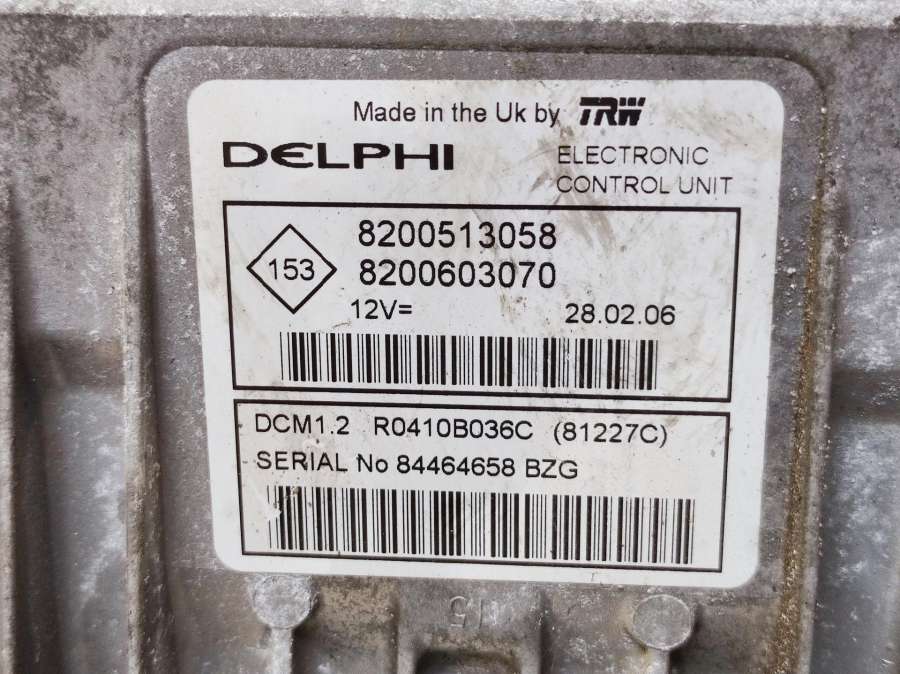 Made in the Uk by TRW
DELPHI
ELECTRONIC
CONTROL UNIT
153
8200513058
8200603070
12V=
28.02.06
DCM1.2 R0410B036C (81227C)
SERIAL No 84464658 BZG